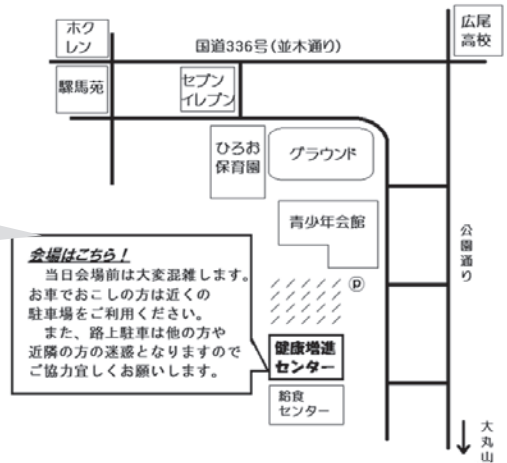 ホク
レン
国道336号(並木通り)
広尾
高校
騾馬苑
セブン
イレブン
ひろお
保育園
グラウンド
青少年会館
公園通り
会場はこちら！
当日会場前は大変混雑します。
お車でおこしの方は近くの
駐車場をご利用ください。
また、路上駐車は他の方や
近隣の方の迷惑となりますので
ご協力宜しくお願いします。
Ⓟ
健康増進
センター
給食
センター
大丸山